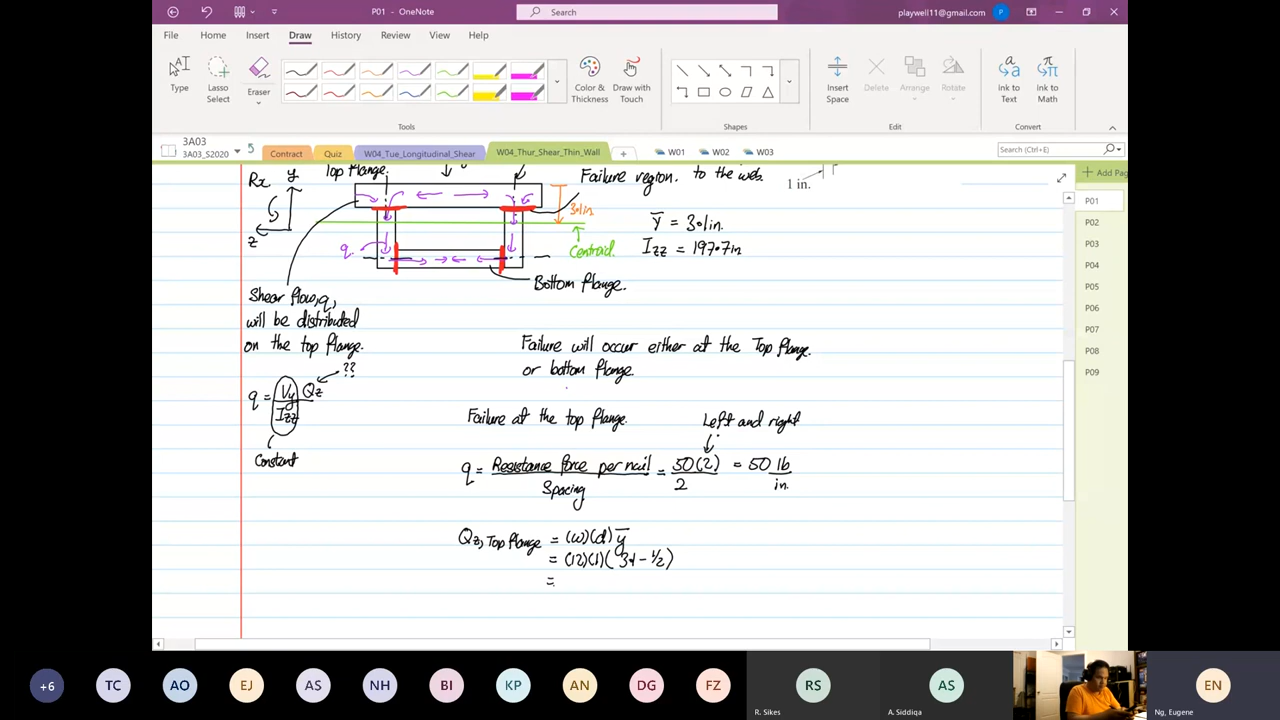 P01 - OneNote
Search
playwell11@gmail.com
P
File
Home
Insert
Draw
History
Review
View
Help
Type
Lasso
Select
Eraser
Color &
Thickness
Draw with
Touch
Insert
Space
Delete
Arrange
Rotate
Ink to
Text
Ink to
Math
Tools
Shapes
Edit
Convert
3A03
3A03_S2020
5
Contract
Quiz
W04_Tue_Longitudinal_Shear
W04_Thur_Shear_Thin_Wall
W01
W02
W03
Search (Ctrl+E)
Add Pag
P01
P02
P03
P04
P05
P06
P07
P08
P09
Rx
y
z
Top flange.
Failure region.
to the web.
1 in.
3.1in.
Centroid.
q
Bottom flange.
Y̅ = 3.1in.
Izz = 197.7in
Shear flow, q,
will be distributed
on the top flange.
q = Vy Qz
Izz
??
Constant
Failure will occur either at the Top flange.
or bottom flange.
Failure at the top flange.
Left and right
q = Resistance force per nail / Spacing = 50(2) / 2 = 50 lb / in.
Qz, Top flange = (w)(d) y̅
= (12)(1)(3.1 - 1/2)
=
+6
TC
AO
EJ
AS
NH
BI
KP
AN
DG
FZ
RS
R. Sikes
AS
A. Siddiqa
EN
Ng, Eugene